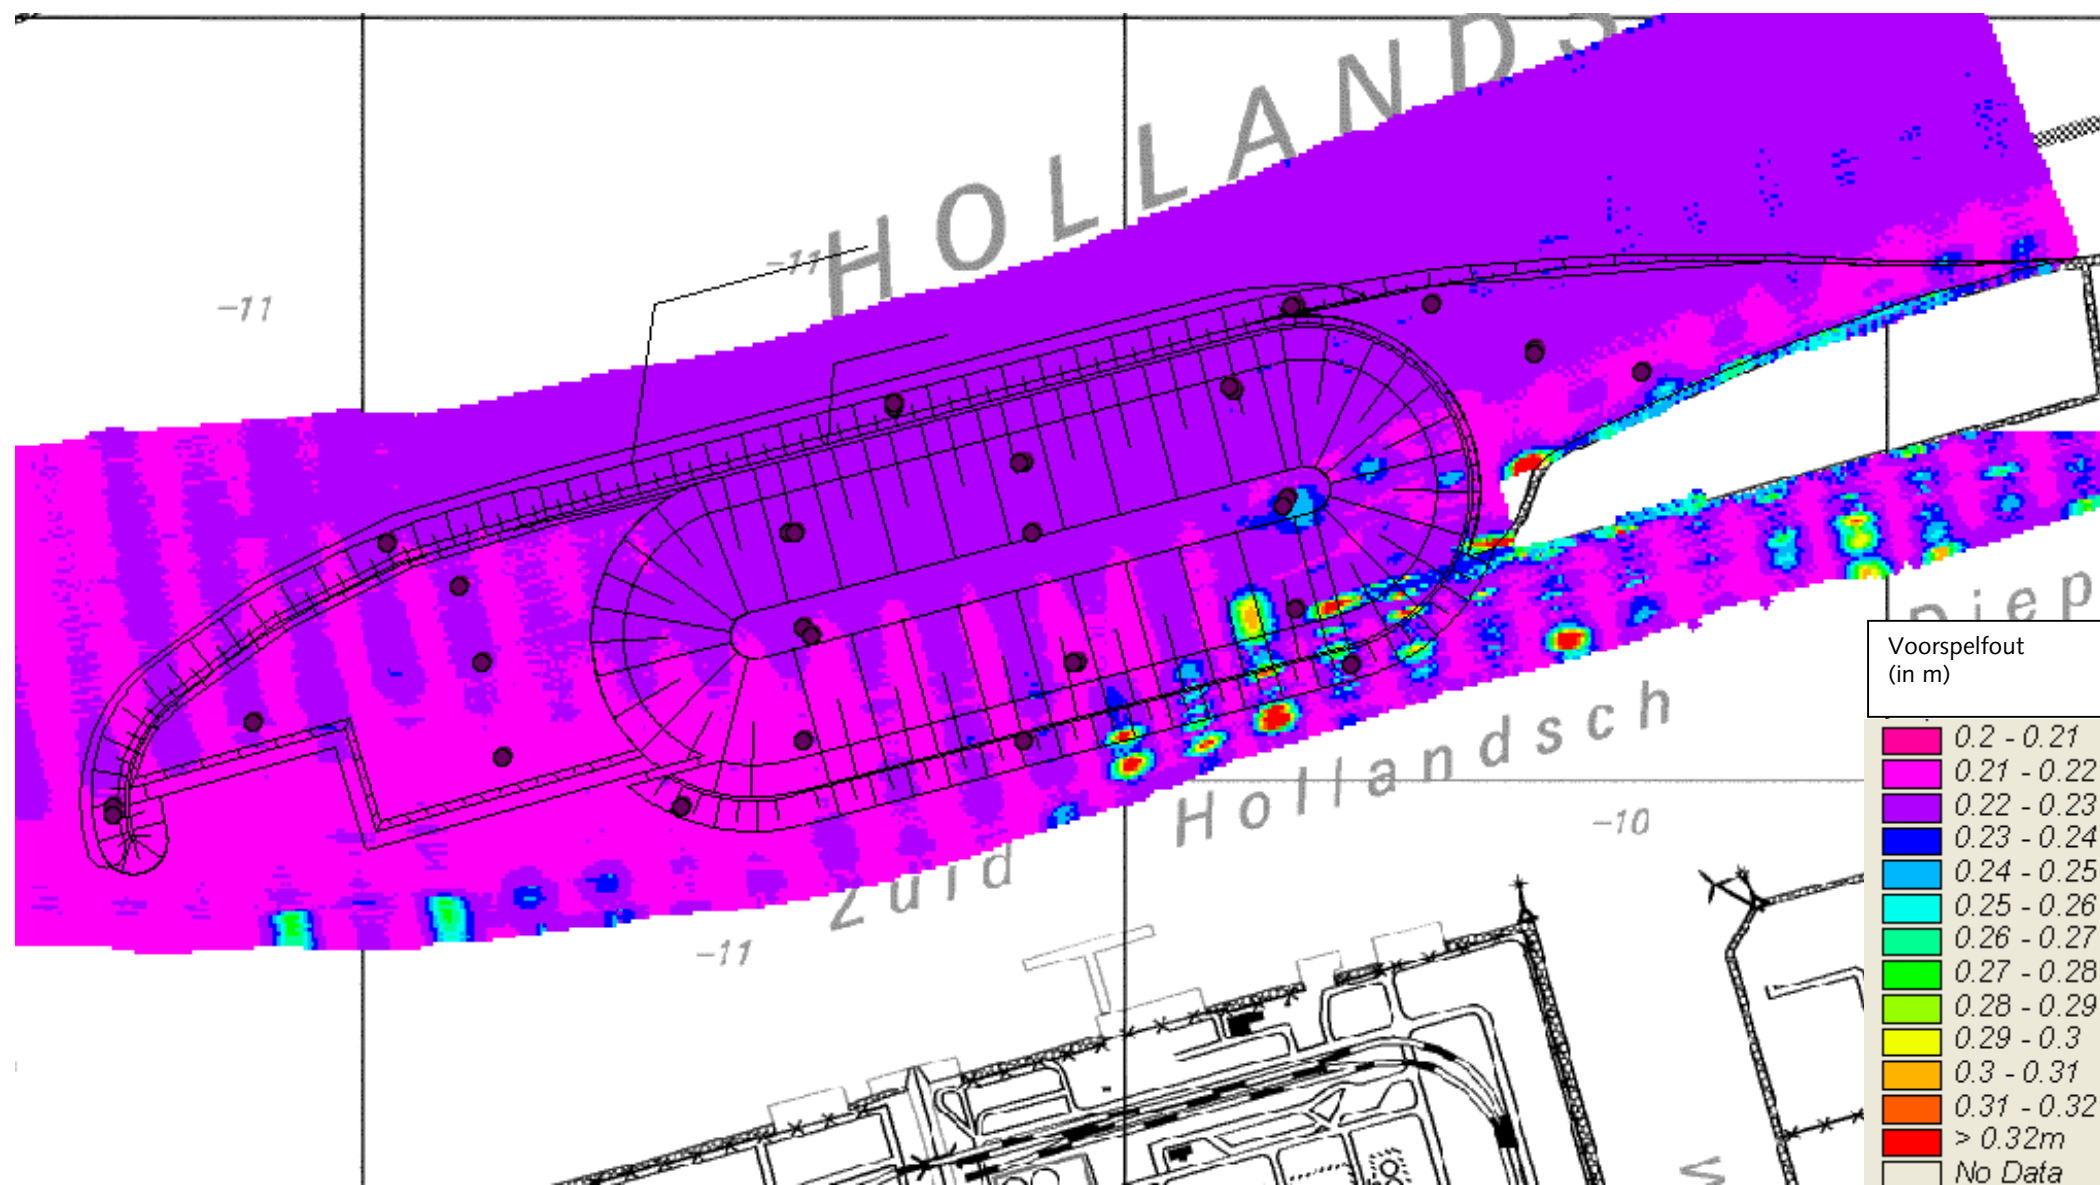 HOLLANDS
-11
-11
Diep
Zuid Hollandsch
-10
-11
W
Voorspelfout
(in m)
0.2 - 0.21
0.21 - 0.22
0.22 - 0.23
0.23 - 0.24
0.24 - 0.25
0.25 - 0.26
0.26 - 0.27
0.27 - 0.28
0.28 - 0.29
0.29 - 0.3
0.3 - 0.31
0.31 - 0.32
> 0.32m
No Data